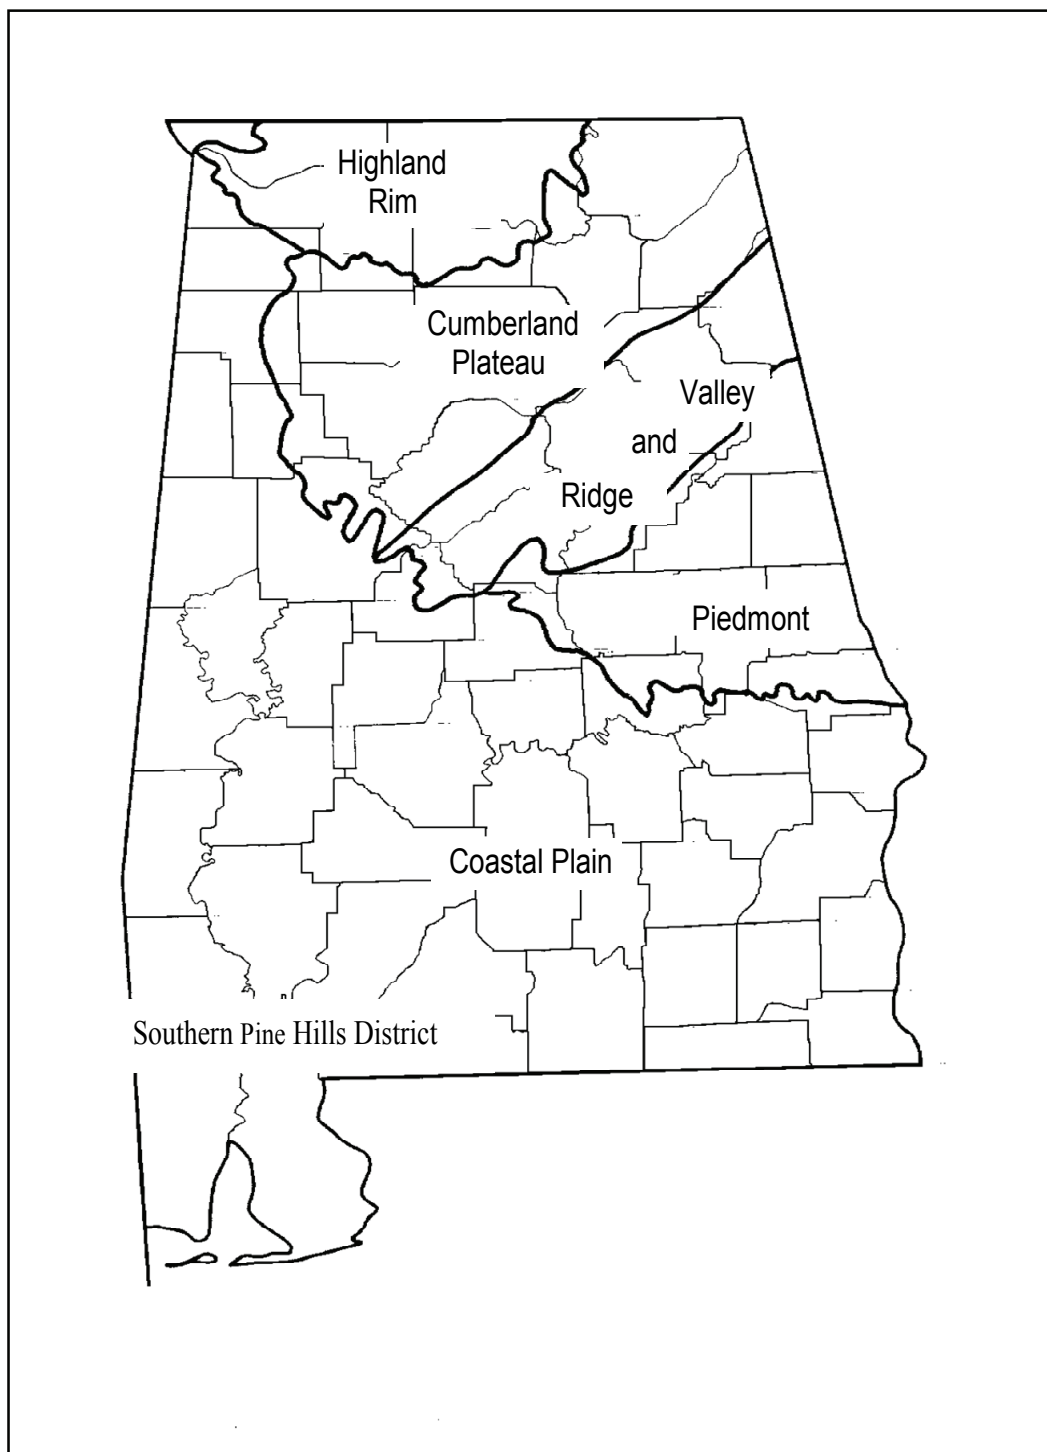 Highland
Rim
Cumberland
Plateau
Valley
and
Ridge
Piedmont
Coastal Plain
Southern Pine Hills District